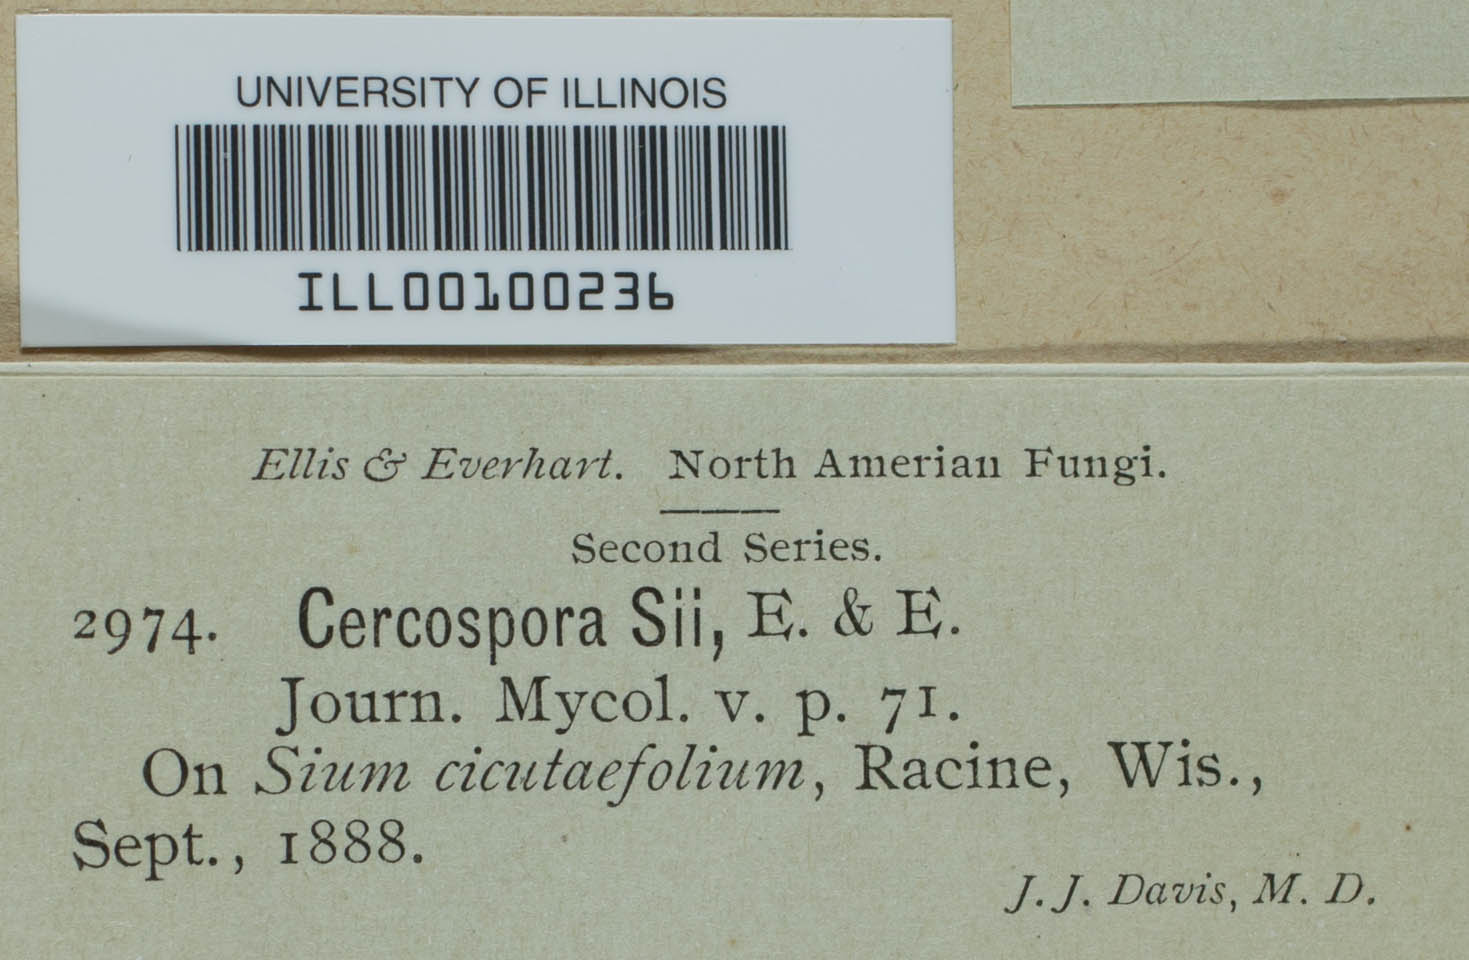 UNIVERSITY OF ILLINOIS
ILL00100236
Ellis & Everhart. North Amerian Fungi.
Second Series.
2974. Cercospora Sii, E. & E.
Journ. Mycol. v. p. 71.
On Sium cicutaefolium, Racine, Wis.,
Sept., 1888.
J. J. Davis, M. D.